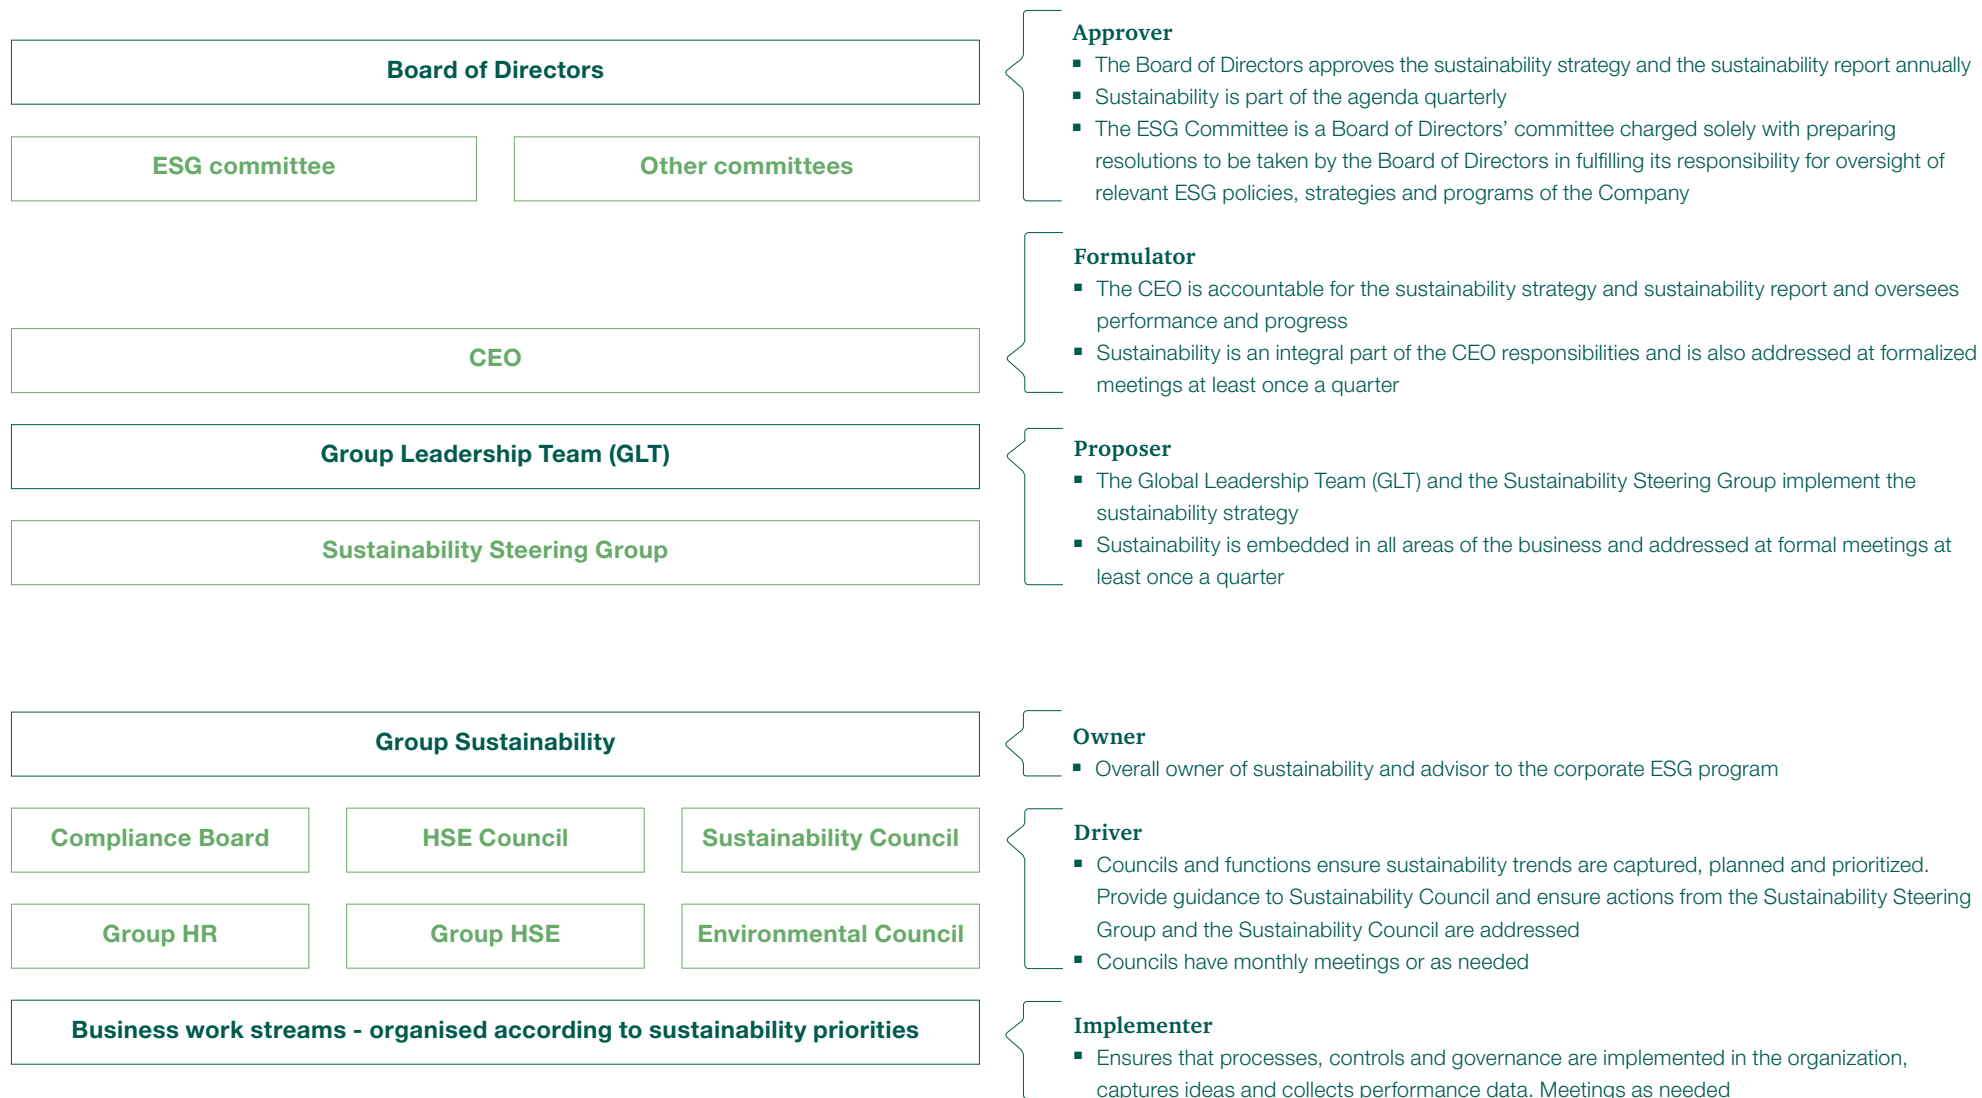 Board of Directors
ESG committee
Other committees
Approver
▪ The Board of Directors approves the sustainability strategy and the sustainability report annually
▪ Sustainability is part of the agenda quarterly
▪ The ESG Committee is a Board of Directors’ committee charged solely with preparing
resolutions to be taken by the Board of Directors in fulfilling its responsibility for oversight of
relevant ESG policies, strategies and programs of the Company
CEO
Formulator
▪ The CEO is accountable for the sustainability strategy and sustainability report and oversees
performance and progress
▪ Sustainability is an integral part of the CEO responsibilities and is also addressed at formalized
meetings at least once a quarter
Group Leadership Team (GLT)
Sustainability Steering Group
Proposer
▪ The Global Leadership Team (GLT) and the Sustainability Steering Group implement the
sustainability strategy
▪ Sustainability is embedded in all areas of the business and addressed at formal meetings at
least once a quarter
Group Sustainability
Owner
▪ Overall owner of sustainability and advisor to the corporate ESG program
Compliance Board
HSE Council
Sustainability Council
Group HR
Group HSE
Environmental Council
Driver
▪ Councils and functions ensure sustainability trends are captured, planned and prioritized.
Provide guidance to Sustainability Council and ensure actions from the Sustainability Steering
Group and the Sustainability Council are addressed
▪ Councils have monthly meetings or as needed
Business work streams - organised according to sustainability priorities
Implementer
▪ Ensures that processes, controls and governance are implemented in the organization,
captures ideas and collects performance data. Meetings as needed